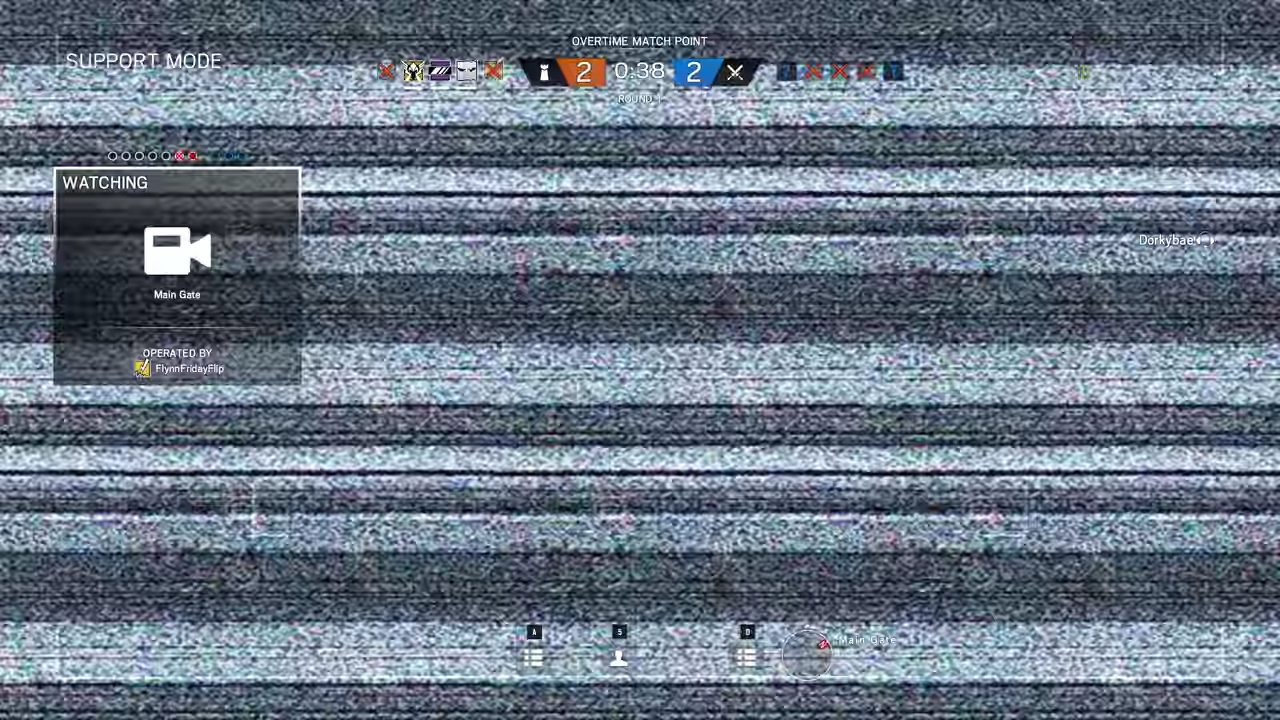 OVERTIME MATCH POINT
SUPPORT MODE
2 0:38 2
ROUND 1
WATCHING
Main Gate
OPERATED BY
FlynnFridayFlip
Dorkybae
A S D
Main Gate